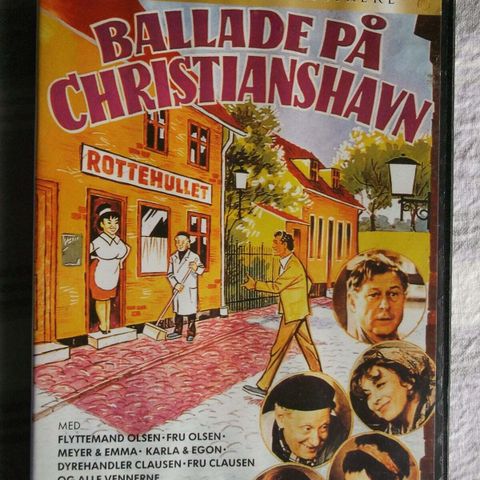 BALLADE PÅ
CHRISTIANSHAVN
ROTTEHULLET
MED
FLYTTEMAND OLSEN · FRU OLSEN ·
MEYER & EMMA · KARLA & EGON ·
DYREHANDLER CLAUSEN · FRU CLAUSEN
OG ALLE VENNERNE